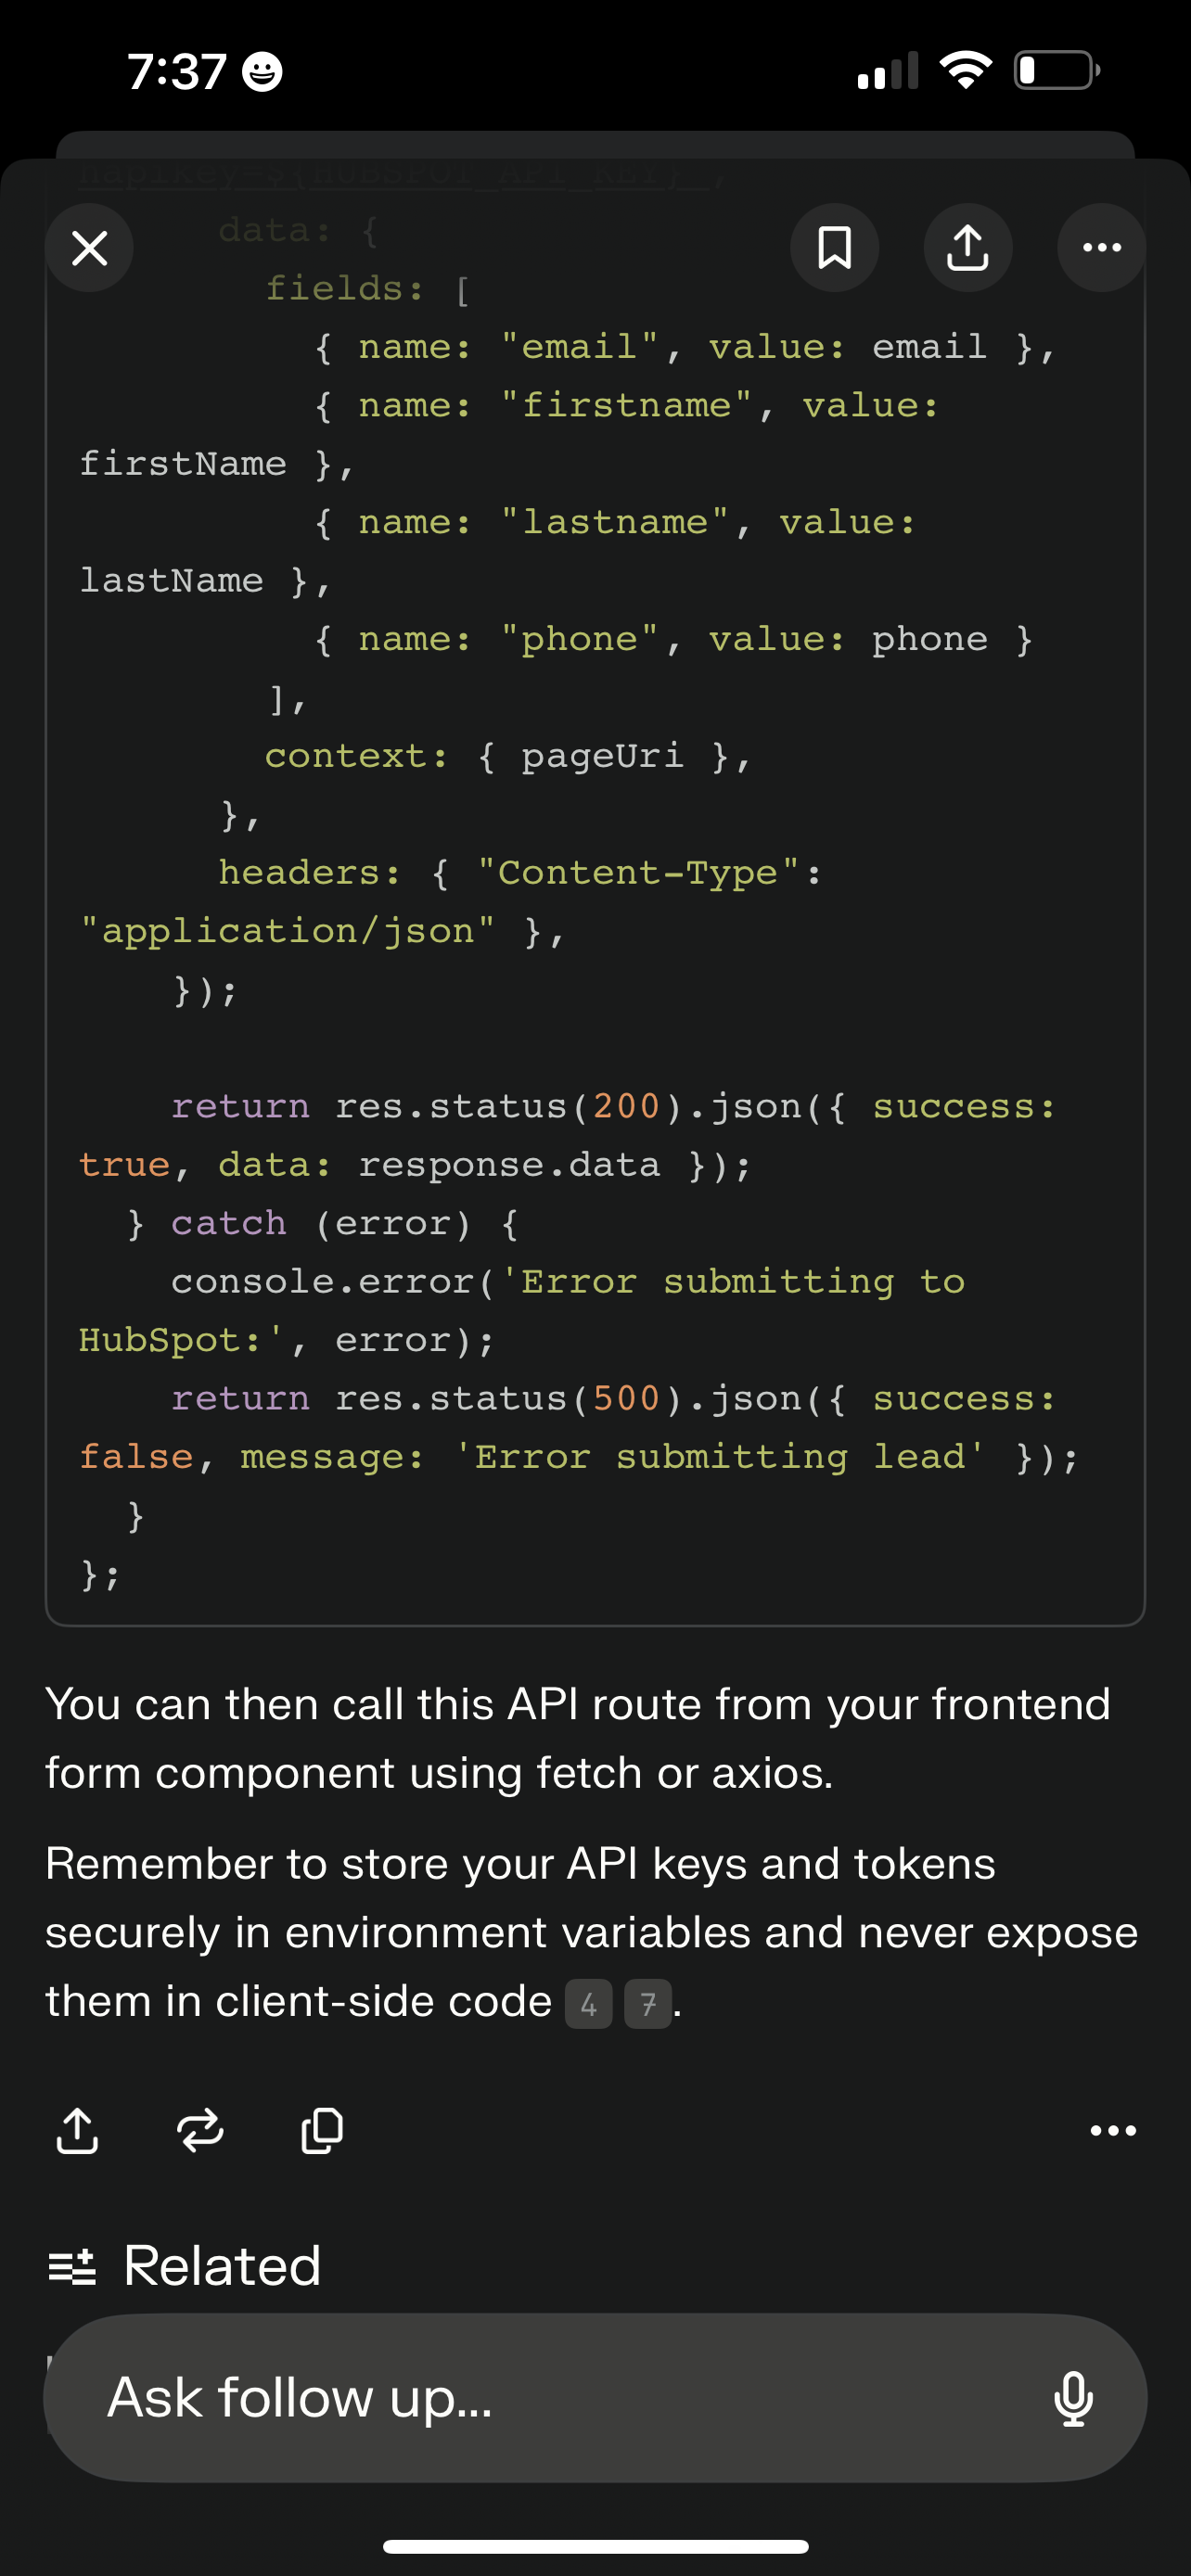 7:37
hapikey=${HUBSPOT_API_KEY}`,
data: {
fields: [
{ name: "email", value: email },
{ name: "firstname", value:
firstName },
{ name: "lastname", value:
lastName },
{ name: "phone", value: phone }
],
context: { pageUri },
},
headers: { "Content-Type":
"application/json" },
});
return res.status(200).json({ success:
true, data: response.data });
} catch (error) {
console.error('Error submitting to
HubSpot:', error);
return res.status(500).json({ success:
false, message: 'Error submitting lead' });
}
};
You can then call this API route from your frontend
form component using fetch or axios.
Remember to store your API keys and tokens
securely in environment variables and never expose
them in client-side code 4 7.
Related
Ask follow up...